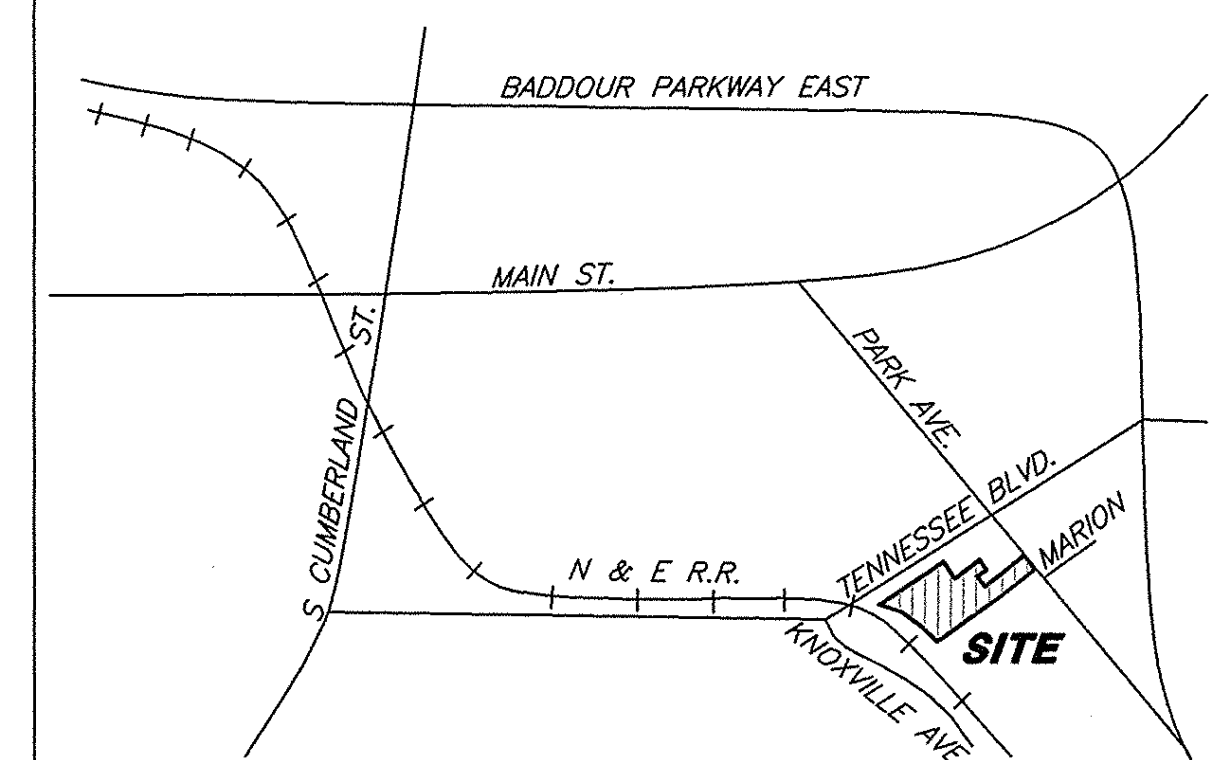 BADDOUR PARKWAY EAST
MAIN ST.
S CUMBERLAND ST.
PARK AVE.
TENNESSEE BLVD.
MARION
N & E R.R.
SITE
KNOXVILLE AVE